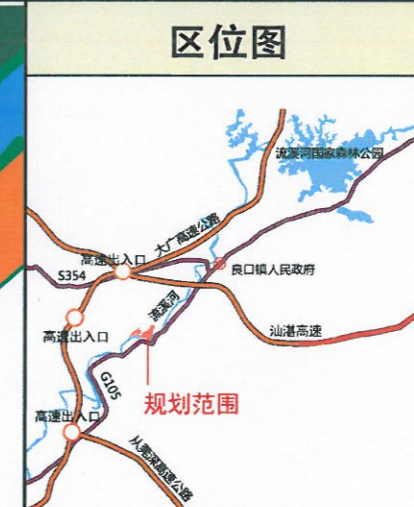 区位图
流溪河国家森林公园
大广高速公路
高速出入口
良口镇人民政府
S354
流溪河
汕湛高速
高速出入口
G105
规划范围
高速出入口
从莞深高速公路